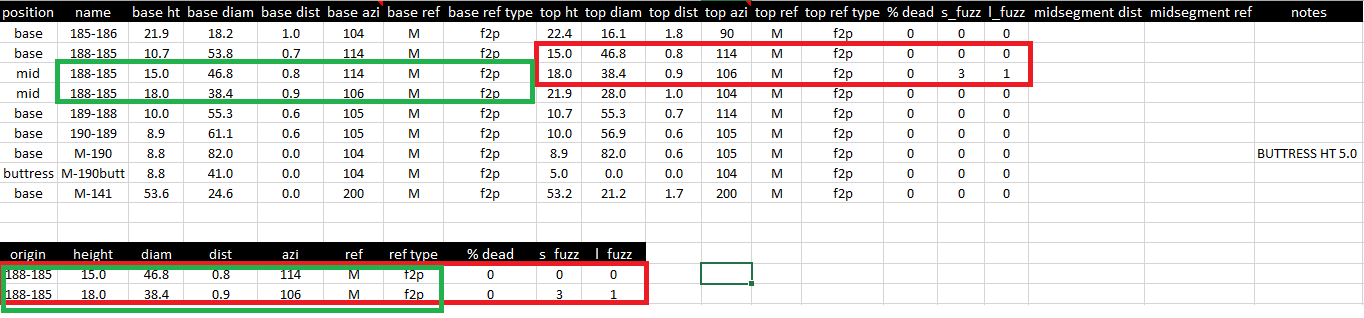 position name base ht base diam base dist base azi base ref base ref type top ht top diam top dist top azi top ref top ref type % dead s_fuzz l_fuzz midsegment dist midsegment ref notes
base 185-186 21.9 18.2 1.0 104 M f2p 22.4 16.1 1.8 90 M f2p 0 0 0
base 188-185 10.7 53.8 0.7 114 M f2p 15.0 46.8 0.8 114 M f2p 0 0 0
mid 188-185 15.0 46.8 0.8 114 M f2p 18.0 38.4 0.9 106 M f2p 0 3 1
mid 188-185 18.0 38.4 0.9 106 M f2p 21.9 28.0 1.0 104 M f2p 0 0 0
base 189-188 10.0 55.3 0.6 105 M f2p 10.7 55.3 0.7 114 M f2p 0 0 0
base 190-189 8.9 61.1 0.6 105 M f2p 10.0 56.9 0.6 105 M f2p 0 0 0
base M-190 8.8 82.0 0.0 104 M f2p 8.9 82.0 0.6 105 M f2p 0 0 0 BUTTRESS HT 5.0
buttress M-190butt 8.8 41.0 0.0 104 M f2p 5.0 0.0 0.0 104 M f2p 0 0 0
base M-141 53.6 24.6 0.0 200 M f2p 53.2 21.2 1.7 200 M f2p 0 0 0
origin height diam dist azi ref ref type % dead s_fuzz l_fuzz
188-185 15.0 46.8 0.8 114 M f2p 0 0 0
188-185 18.0 38.4 0.9 106 M f2p 0 3 1